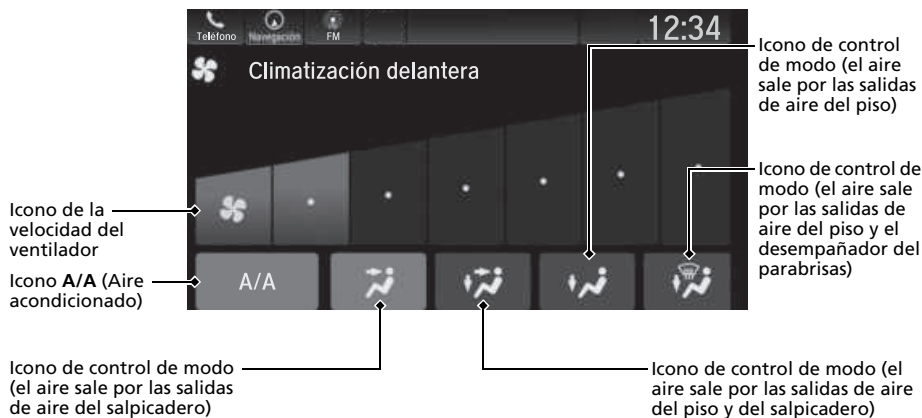 Teléfono Navegación FM 12:34
Climatización delantera
A/A
Icono de control
de modo (el aire
sale por las salidas
de aire del piso)
Icono de control de
modo (el aire sale
por las salidas de
aire del piso y el
desempañador del
parabrisas)
Icono de la
velocidad del
ventilador
Icono A/A (Aire
acondicionado)
Icono de control de modo
(el aire sale por las salidas
de aire del salpicadero)
Icono de control de modo (el
aire sale por las salidas de aire
del piso y del salpicadero)